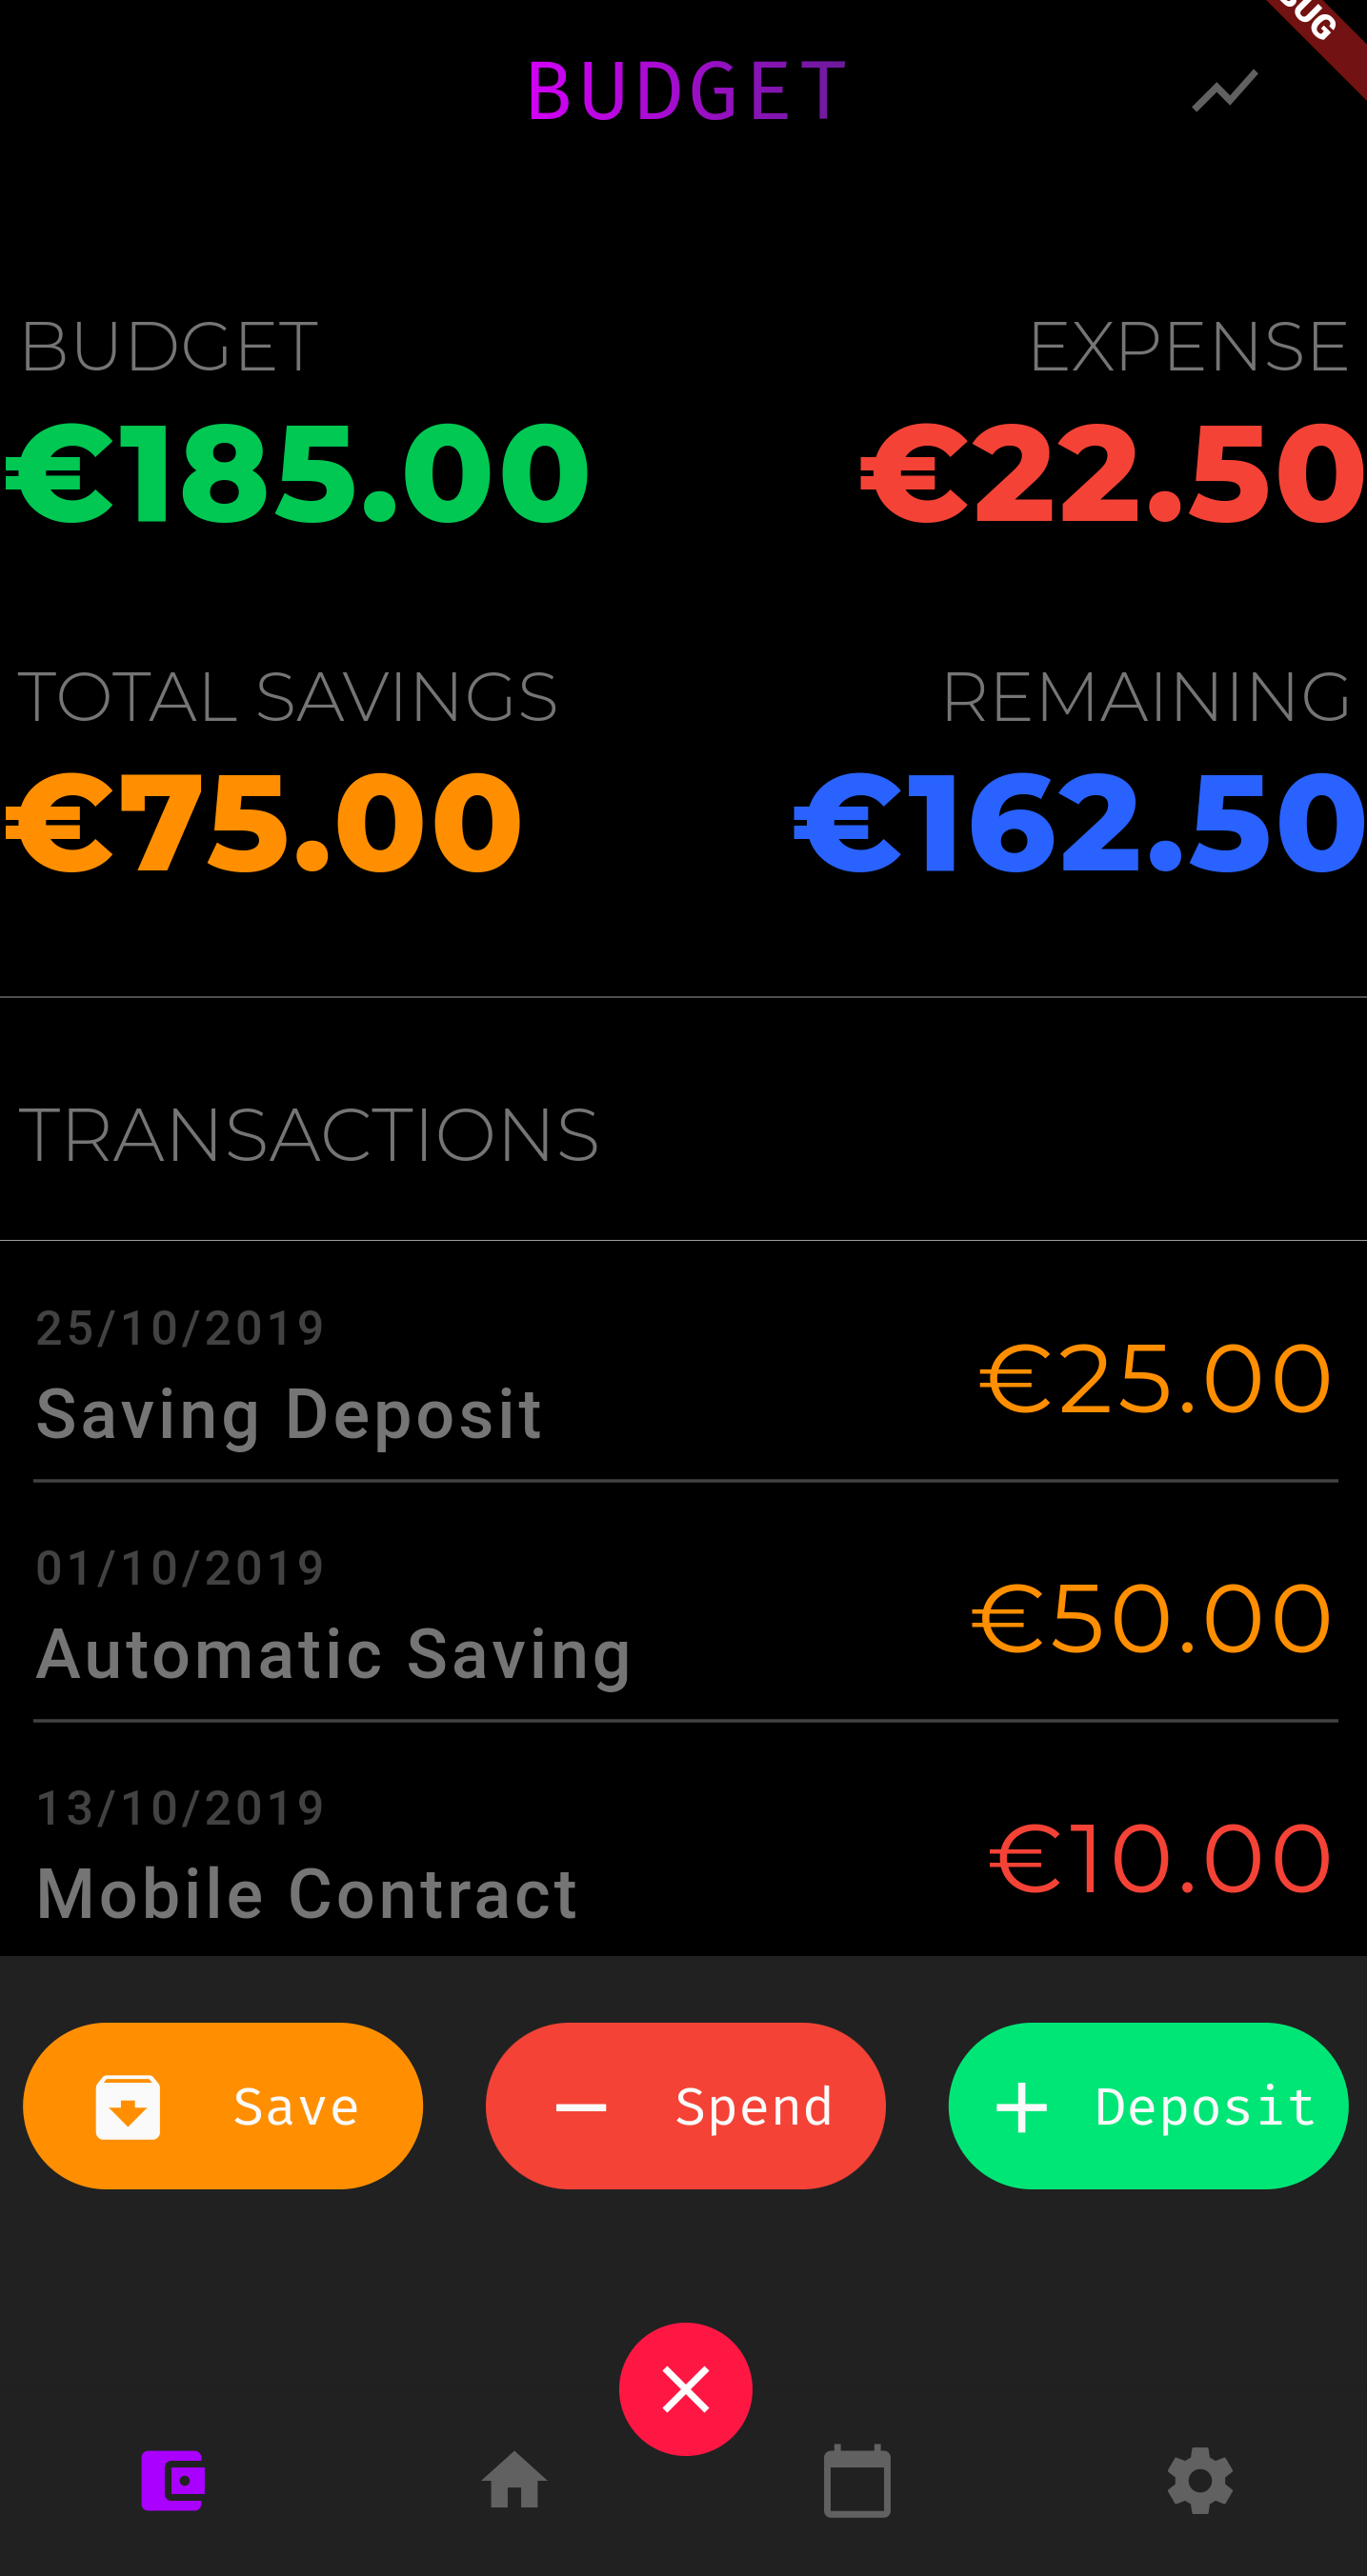 BUDGET
BUDGET
EXPENSE
€185.00
€22.50
TOTAL SAVINGS
REMAINING
€75.00
€162.50
TRANSACTIONS
25/10/2019
Saving Deposit
€25.00
01/10/2019
Automatic Saving
€50.00
13/10/2019
Mobile Contract
€10.00
Save
Spend
Deposit